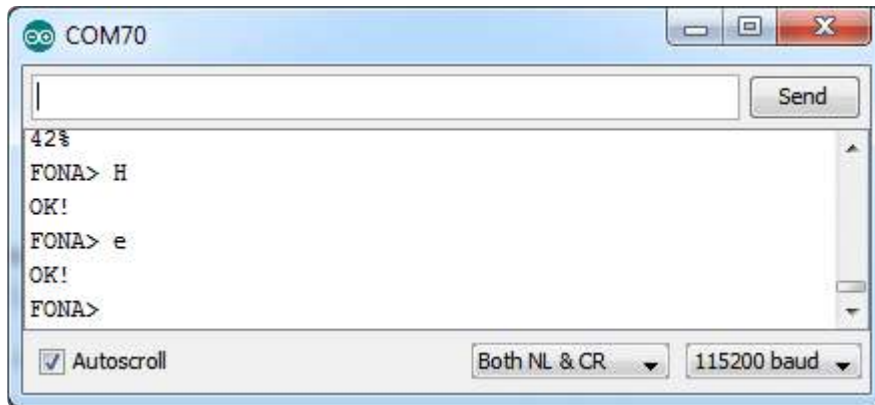 COM70
Send
42%
FONA> H
OK!
FONA> e
OK!
FONA>
Autoscroll
Both NL & CR
115200 baud